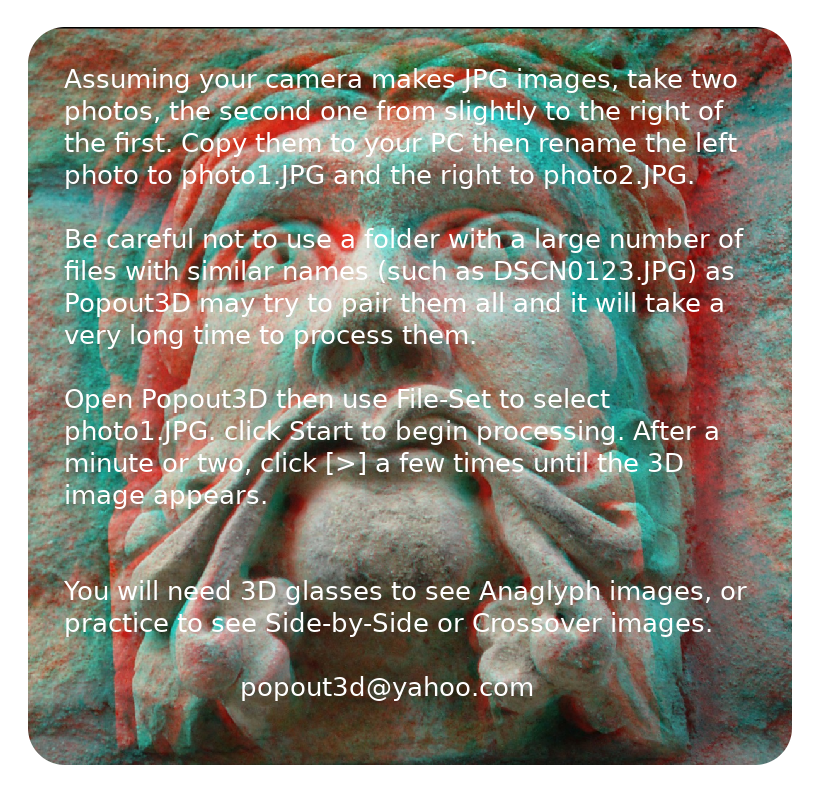 Assuming your camera makes JPG images, take two
photos, the second one from slightly to the right of
the first. Copy them to your PC then rename the left
photo to photo1.JPG and the right to photo2.JPG.
Be careful not to use a folder with a large number of
files with similar names (such as DSCN0123.JPG) as
Popout3D may try to pair them all and it will take a
very long time to process them.
Open Popout3D then use File-Set to select
photo1.JPG. click Start to begin processing. After a
minute or two, click [>] a few times until the 3D
image appears.
You will need 3D glasses to see Anaglyph images, or
practice to see Side-by-Side or Crossover images.
popout3d@yahoo.com